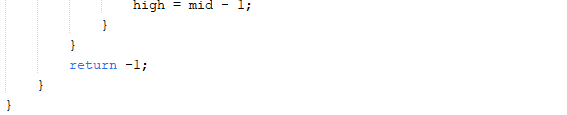 high = mid - 1;
}
}
return -1;
}
}